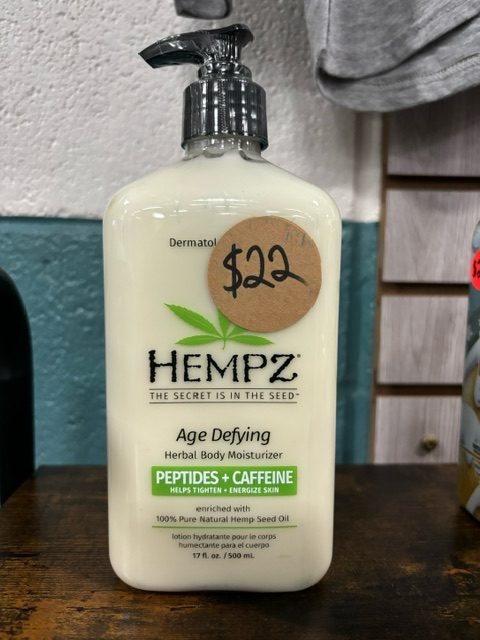 Dermatol
$22
HEMPZ®
THE SECRET IS IN THE SEED™
Age Defying
Herbal Body Moisturizer
PEPTIDES + CAFFEINE
HELPS TIGHTEN • ENERGIZE SKIN
enriched with
100% Pure Natural Hemp Seed Oil
lotion hydratante pour le corps
humectante para el cuerpo
17 fl. oz. / 500 ml.